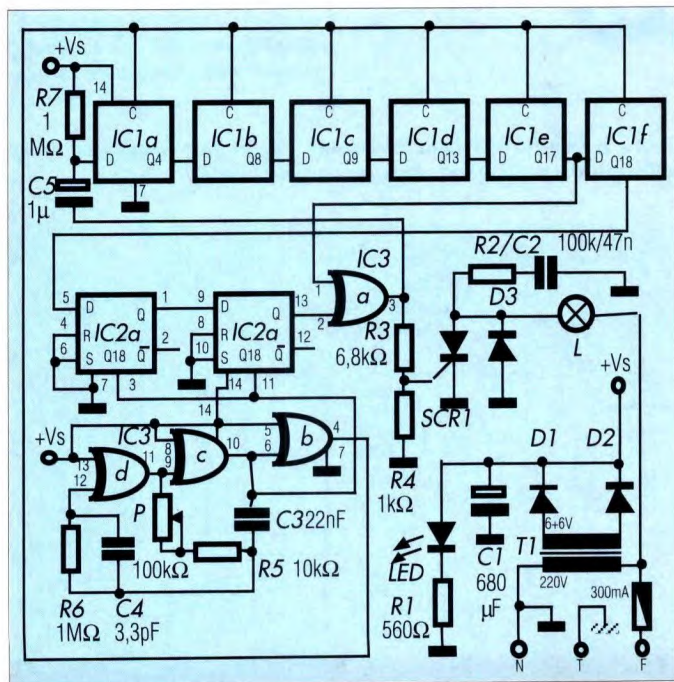 +Vs
14
R7
1
MΩ
C
IC1a
D Q4
7
C
IC1b
D Q8
C
IC1c
D Q9
C
IC1d
D Q13
C
IC1e
D Q17
C
IC1f
D Q18
C5
1µ
R2/C2 100k/47n
IC3
1
a
3
2
D3
L
R3
6,8kΩ
SCR1
R4
1kΩ
+Vs
5 D Q 1
4 R IC2a 2 Q
6 S Q18
7 3
9 D Q 13
8 R IC2a 12 Q
10 S Q18
14 11
14
+Vs
IC3
13
d
11
12
8
c
10
9
5
b
4
6
7
P
100kΩ
C3 22nF
R5 10kΩ
R6
1MΩ
C4
3,3pF
D1 D2
6+6V
T1
220V
C1
680
µF
LED
R1
560Ω
300mA
N T F